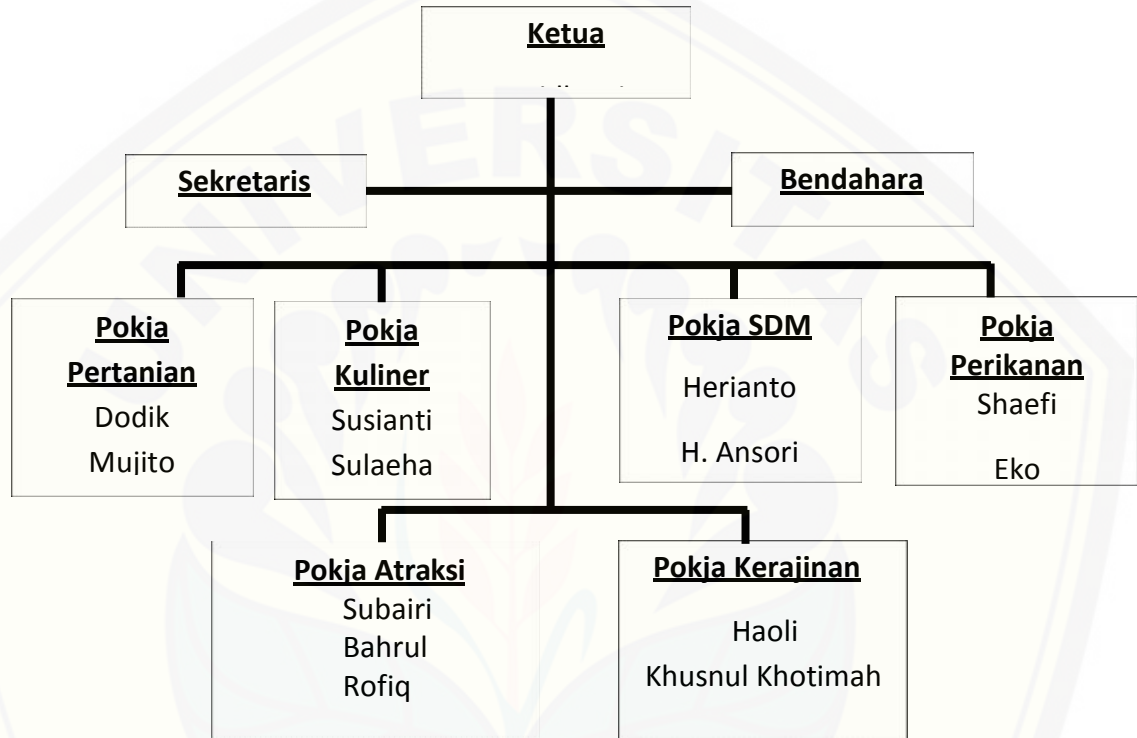 Ketua
Sekretaris
Bendahara
Pokja
Pertanian
Dodik
Mujito
Pokja
Kuliner
Susianti
Sulaeha
Pokja SDM
Herianto
H. Ansori
Pokja
Perikanan
Shaefi
Eko
Pokja Atraksi
Subairi
Bahrul
Rofiq
Pokja Kerajinan
Haoli
Khusnul Khotimah
UNIVERSITAS